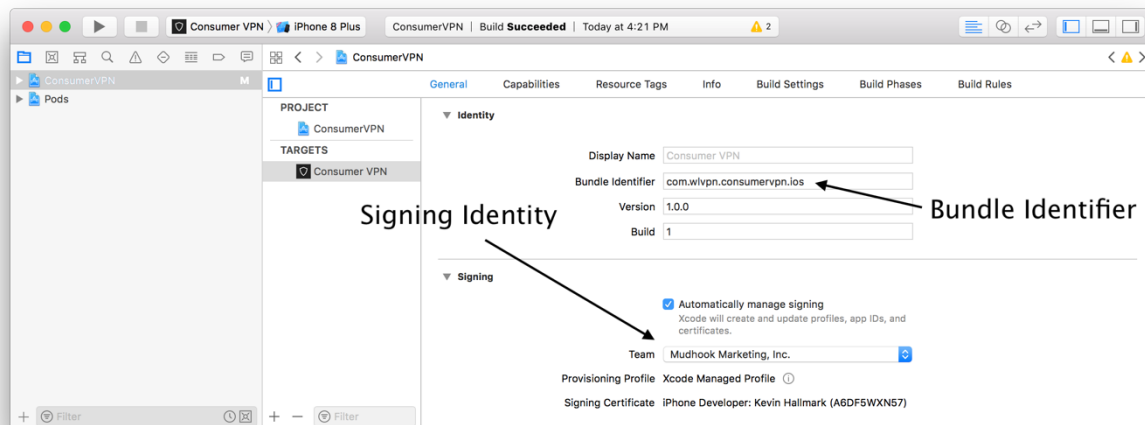 Consumer VPN
iPhone 8 Plus
ConsumerVPN | Build Succeeded | Today at 4:21 PM
2
ConsumerVPN
ConsumerVPN M
Pods
General Capabilities Resource Tags Info Build Settings Build Phases Build Rules
PROJECT
ConsumerVPN
TARGETS
Consumer VPN
Identity
Display Name Consumer VPN
Bundle Identifier com.wlvpn.consumervpn.ios
Version 1.0.0
Build 1
Signing Identity
Bundle Identifier
Signing
Automatically manage signing
Xcode will create and update profiles, app IDs, and
certificates.
Team Mudhook Marketing, Inc.
Provisioning Profile Xcode Managed Profile
Signing Certificate iPhone Developer: Kevin Hallmark (A6DF5WXN57)
Filter
Filter